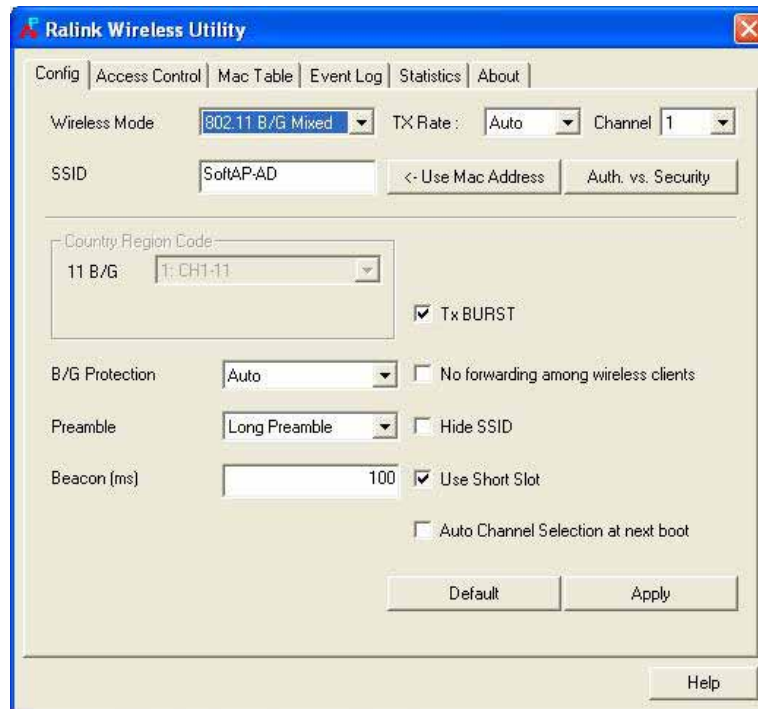 Ralink Wireless Utility
Config Access Control Mac Table Event Log Statistics About
Wireless Mode 802.11 B/G Mixed TX Rate : Auto Channel 1
SSID SoftAP-AD <- Use Mac Address Auth. vs. Security
Country Region Code
11 B/G 1: CH1-11
Tx BURST
B/G Protection Auto No forwarding among wireless clients
Preamble Long Preamble Hide SSID
Beacon (ms) 100 Use Short Slot
Auto Channel Selection at next boot
Default Apply
Help